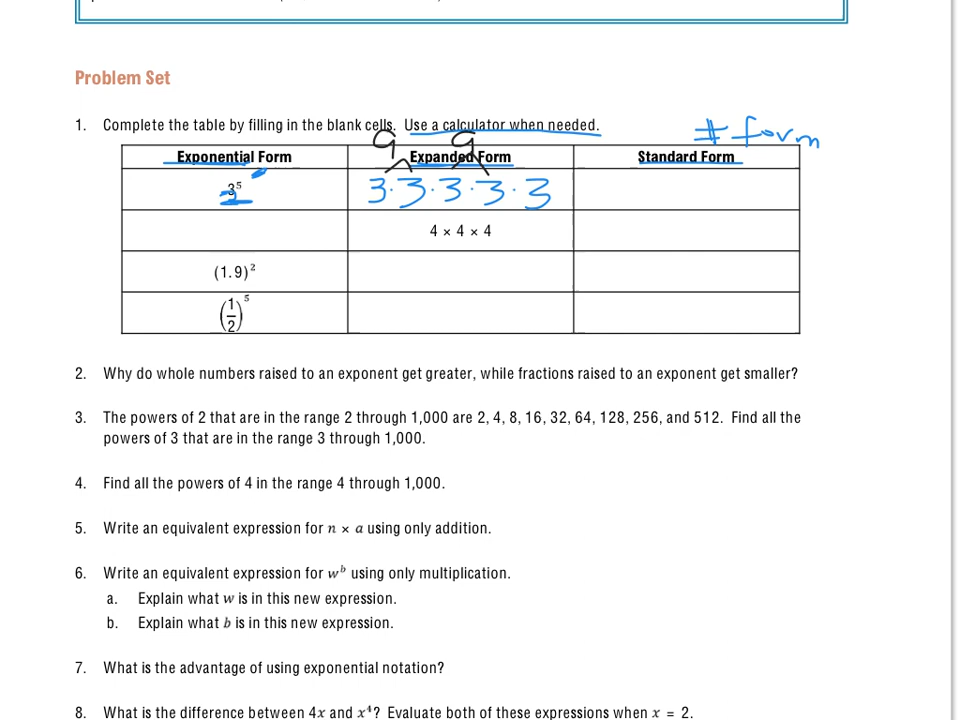 Problem Set
1. Complete the table by filling in the blank cells. Use a calculator when needed.
# form
9 9
Exponential Form Expanded Form Standard Form
3⁵ 3·3·3·3·3
4 × 4 × 4
(1.9)²
(1/2)⁵
2. Why do whole numbers raised to an exponent get greater, while fractions raised to an exponent get smaller?
3. The powers of 2 that are in the range 2 through 1,000 are 2, 4, 8, 16, 32, 64, 128, 256, and 512. Find all the
powers of 3 that are in the range 3 through 1,000.
4. Find all the powers of 4 in the range 4 through 1,000.
5. Write an equivalent expression for n × a using only addition.
6. Write an equivalent expression for wᵇ using only multiplication.
a. Explain what w is in this new expression.
b. Explain what b is in this new expression.
7. What is the advantage of using exponential notation?
8. What is the difference between 4x and x⁴? Evaluate both of these expressions when x = 2.